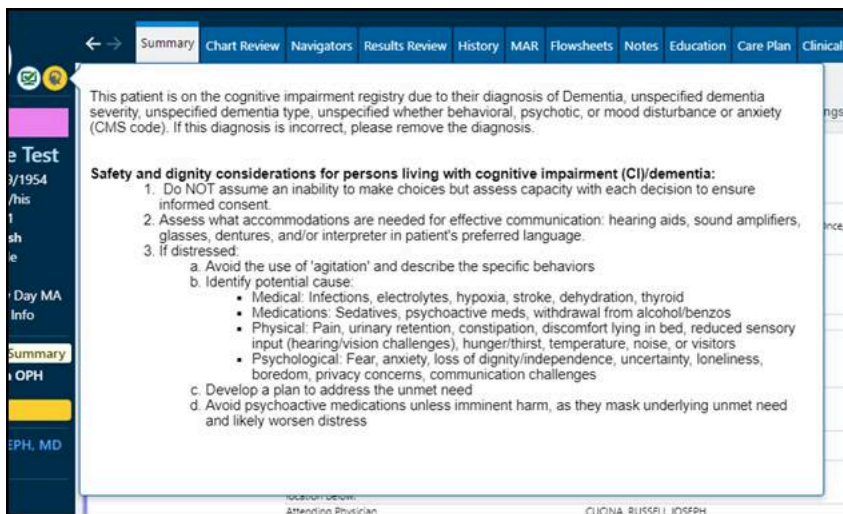 Summary Chart Review Navigators Results Review History MAR Flowsheets Notes Education Care Plan Clinical
This patient is on the cognitive impairment registry due to their diagnosis of Dementia, unspecified dementia
severity, unspecified dementia type, unspecified whether behavioral, psychotic, or mood disturbance or anxiety
(CMS code). If this diagnosis is incorrect, please remove the diagnosis.
Safety and dignity considerations for persons living with cognitive impairment (CI)/dementia:
1. Do NOT assume an inability to make choices but assess capacity with each decision to ensure
informed consent.
2. Assess what accommodations are needed for effective communication: hearing aids, sound amplifiers,
glasses, dentures, and/or interpreter in patient's preferred language.
3. If distressed:
a. Avoid the use of 'agitation' and describe the specific behaviors
b. Identify potential cause:
▪ Medical: Infections, electrolytes, hypoxia, stroke, dehydration, thyroid
▪ Medications: Sedatives, psychoactive meds, withdrawal from alcohol/benzos
▪ Physical: Pain, urinary retention, constipation, discomfort lying in bed, reduced sensory
input (hearing/vision challenges), hunger/thirst, temperature, noise, or visitors
▪ Psychological: Fear, anxiety, loss of dignity/independence, uncertainty, loneliness,
boredom, privacy concerns, communication challenges
c. Develop a plan to address the unmet need
d. Avoid psychoactive medications unless imminent harm, as they mask underlying unmet need
and likely worsen distress
e Test
9/1954
/his
1
sh
le
Day MA
Info
Summary
OPH
EPH, MD
ngs
location below.
Attending Physician CUCINA, RUSSELL JOSEPH